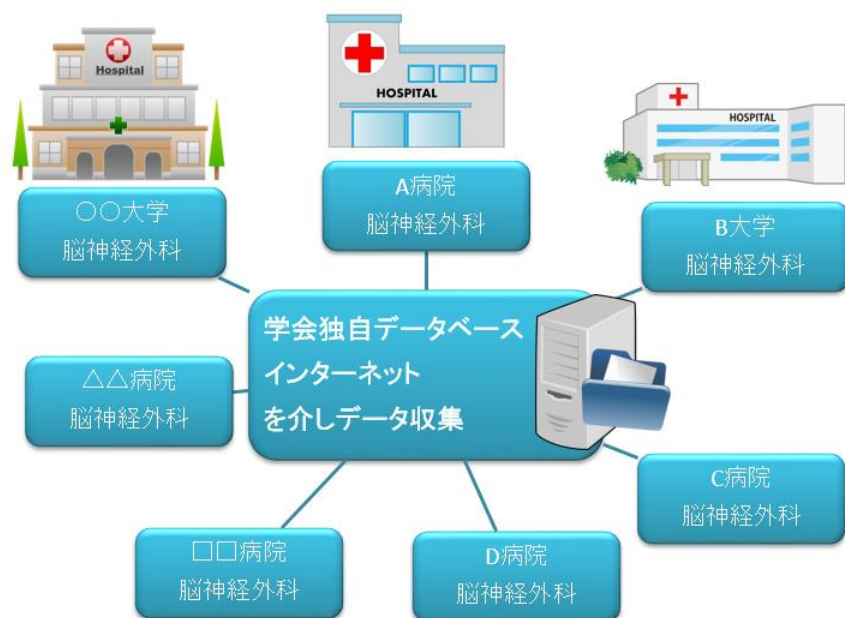 Hospital
HOSPITAL
HOSPITAL
〇〇大学
脳神経外科
A病院
脳神経外科
B大学
脳神経外科
学会独自データベース
インターネット
を介しデータ収集
△△病院
脳神経外科
C病院
脳神経外科
□□病院
脳神経外科
D病院
脳神経外科